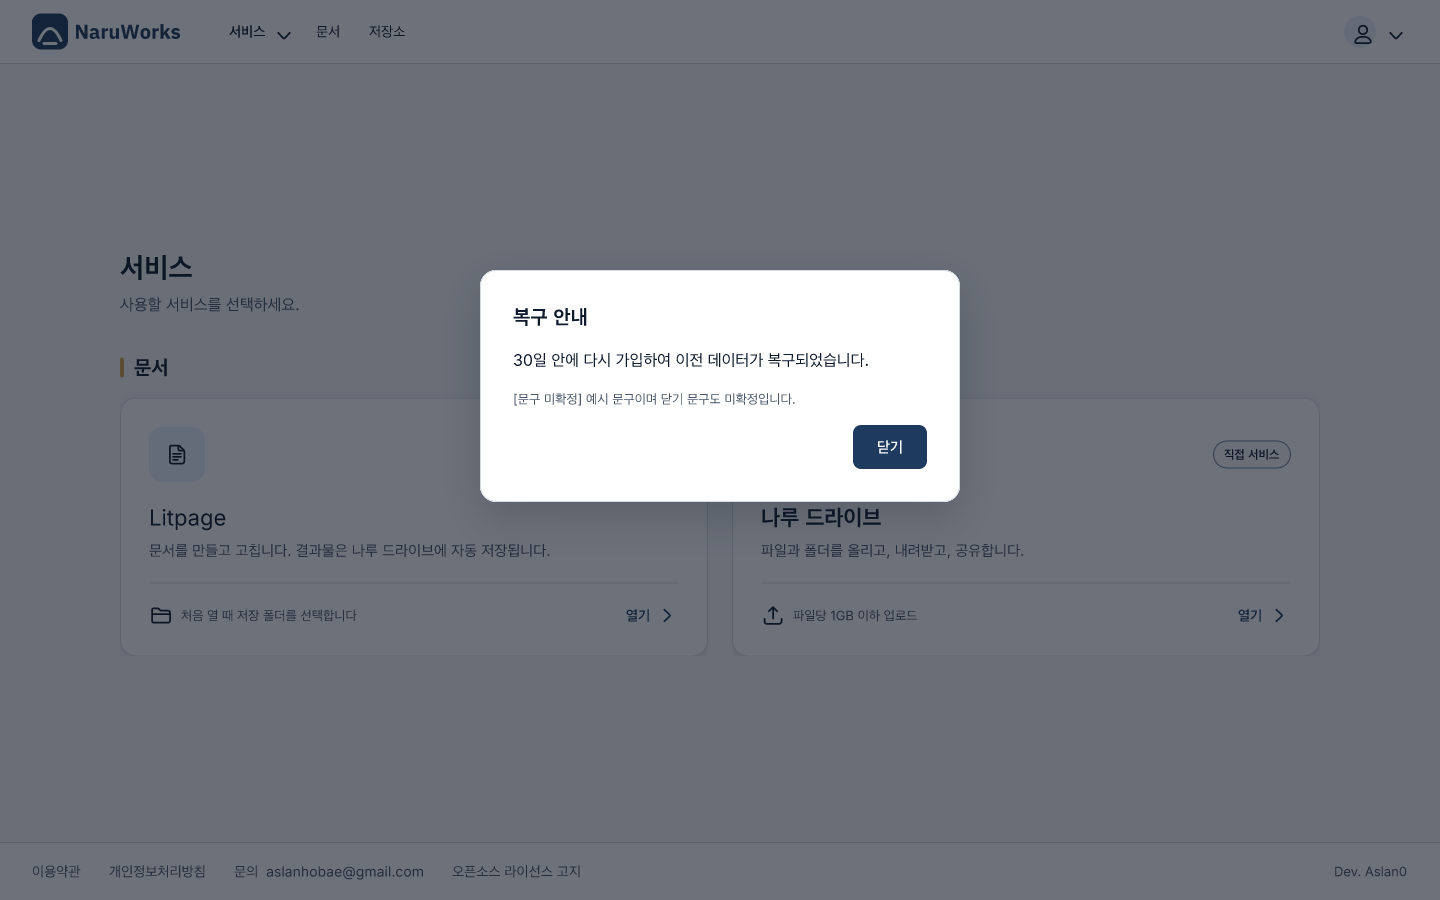 NaruWorks
서비스
문서
저장소
서비스
사용할 서비스를 선택하세요.
문서
복구 안내
30일 안에 다시 가입하여 이전 데이터가 복구되었습니다.
[문구 미확정] 예시 문구이며 닫기 문구도 미확정입니다.
닫기
Litpage
문서를 만들고 고칩니다. 결과물은 나루 드라이브에 자동 저장됩니다.
처음 열 때 저장 폴더를 선택합니다
열기
직접 서비스
나루 드라이브
파일과 폴더를 올리고, 내려받고, 공유합니다.
파일당 1GB 이하 업로드
열기
이용약관
개인정보처리방침
문의 aslanhobae@gmail.com
오픈소스 라이선스 고지
Dev. Aslan0